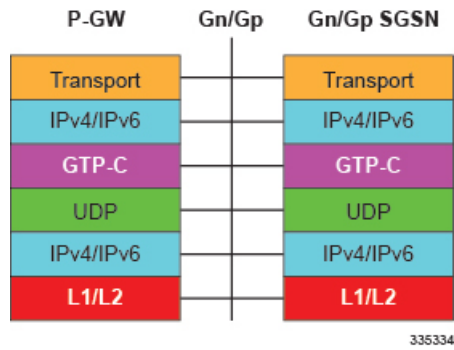 P-GW Gn/Gp Gn/Gp SGSN
Transport Transport
IPv4/IPv6 IPv4/IPv6
GTP-C GTP-C
UDP UDP
IPv4/IPv6 IPv4/IPv6
L1/L2 L1/L2
335334